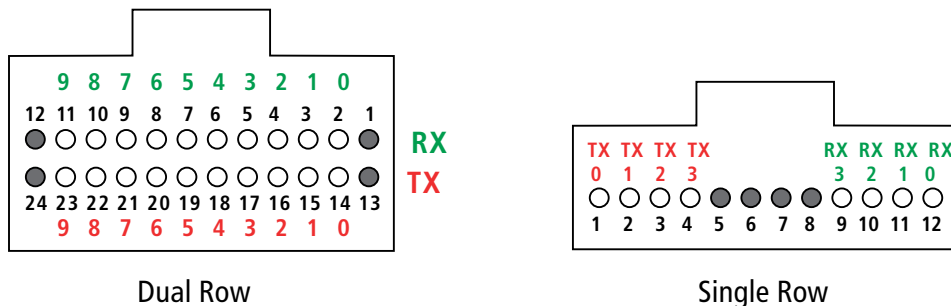 9 8 7 6 5 4 3 2 1 0
12 11 10 9 8 7 6 5 4 3 2 1
RX
TX
24 23 22 21 20 19 18 17 16 15 14 13
9 8 7 6 5 4 3 2 1 0
Dual Row
TX TX TX TX RX RX RX RX
0 1 2 3 3 2 1 0
1 2 3 4 5 6 7 8 9 10 11 12
Single Row